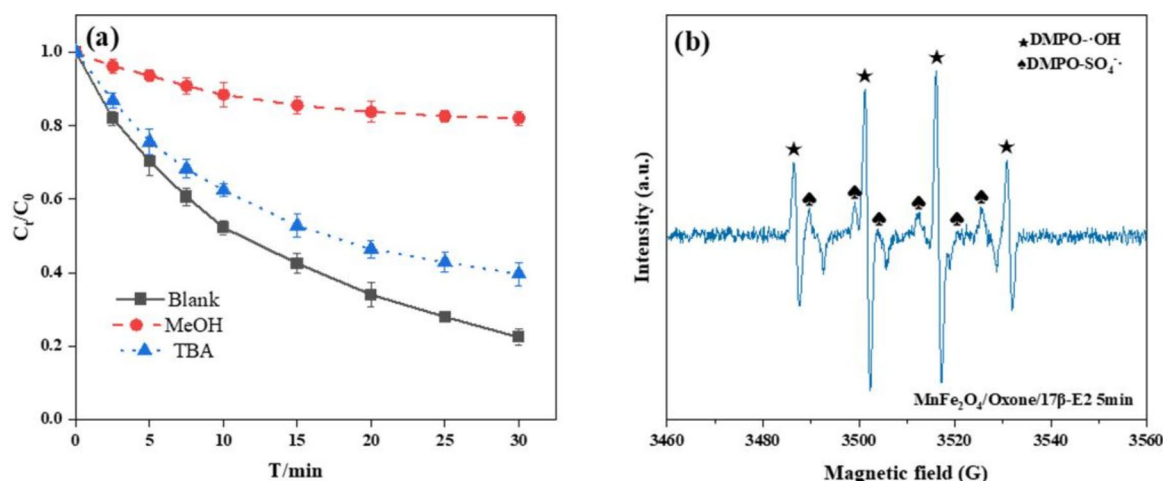 (a)
1.0
0.8
0.6
0.4
0.2
0.0
Cₜ/C₀
Blank
MeOH
TBA
0 5 10 15 20 25 30
T/min
(b)
★DMPO-·OH
♠DMPO-SO₄⁻·
Intensity (a.u.)
MnFe₂O₄/Oxone/17β-E2 5min
3460 3480 3500 3520 3540 3560
Magnetic field (G)